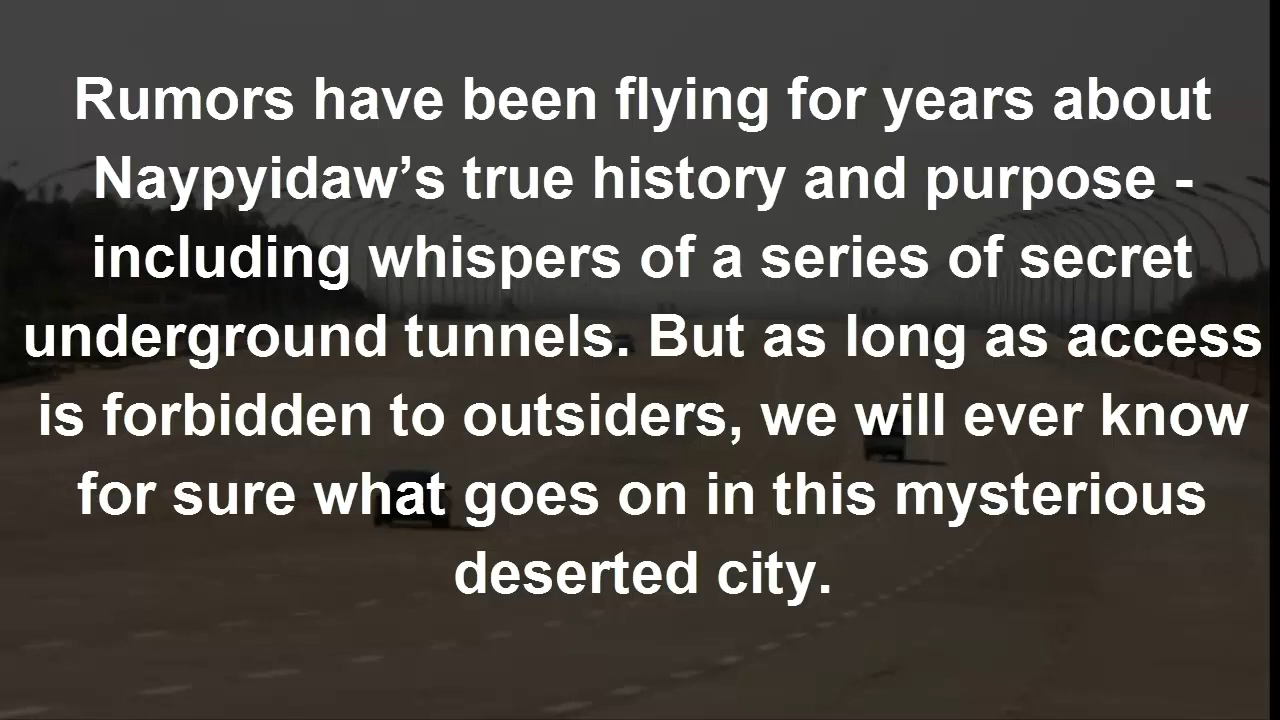 Rumors have been flying for years about
Naypyidaw’s true history and purpose -
including whispers of a series of secret
underground tunnels. But as long as access
is forbidden to outsiders, we will ever know
for sure what goes on in this mysterious
deserted city.